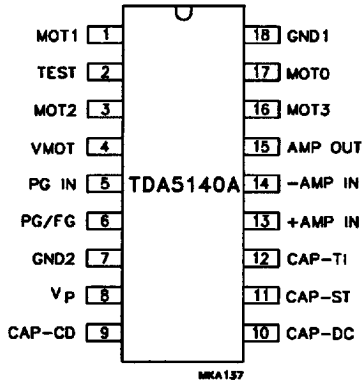 MOT1 1 18 GND1
TEST 2 17 MOT0
MOT2 3 16 MOT3
VMOT 4 15 AMP OUT
PG IN 5 TDA5140A 14 -AMP IN
PG/FG 6 13 +AMP IN
GND2 7 12 CAP-TI
VP 8 11 CAP-ST
CAP-CD 9 10 CAP-DC
MKA137